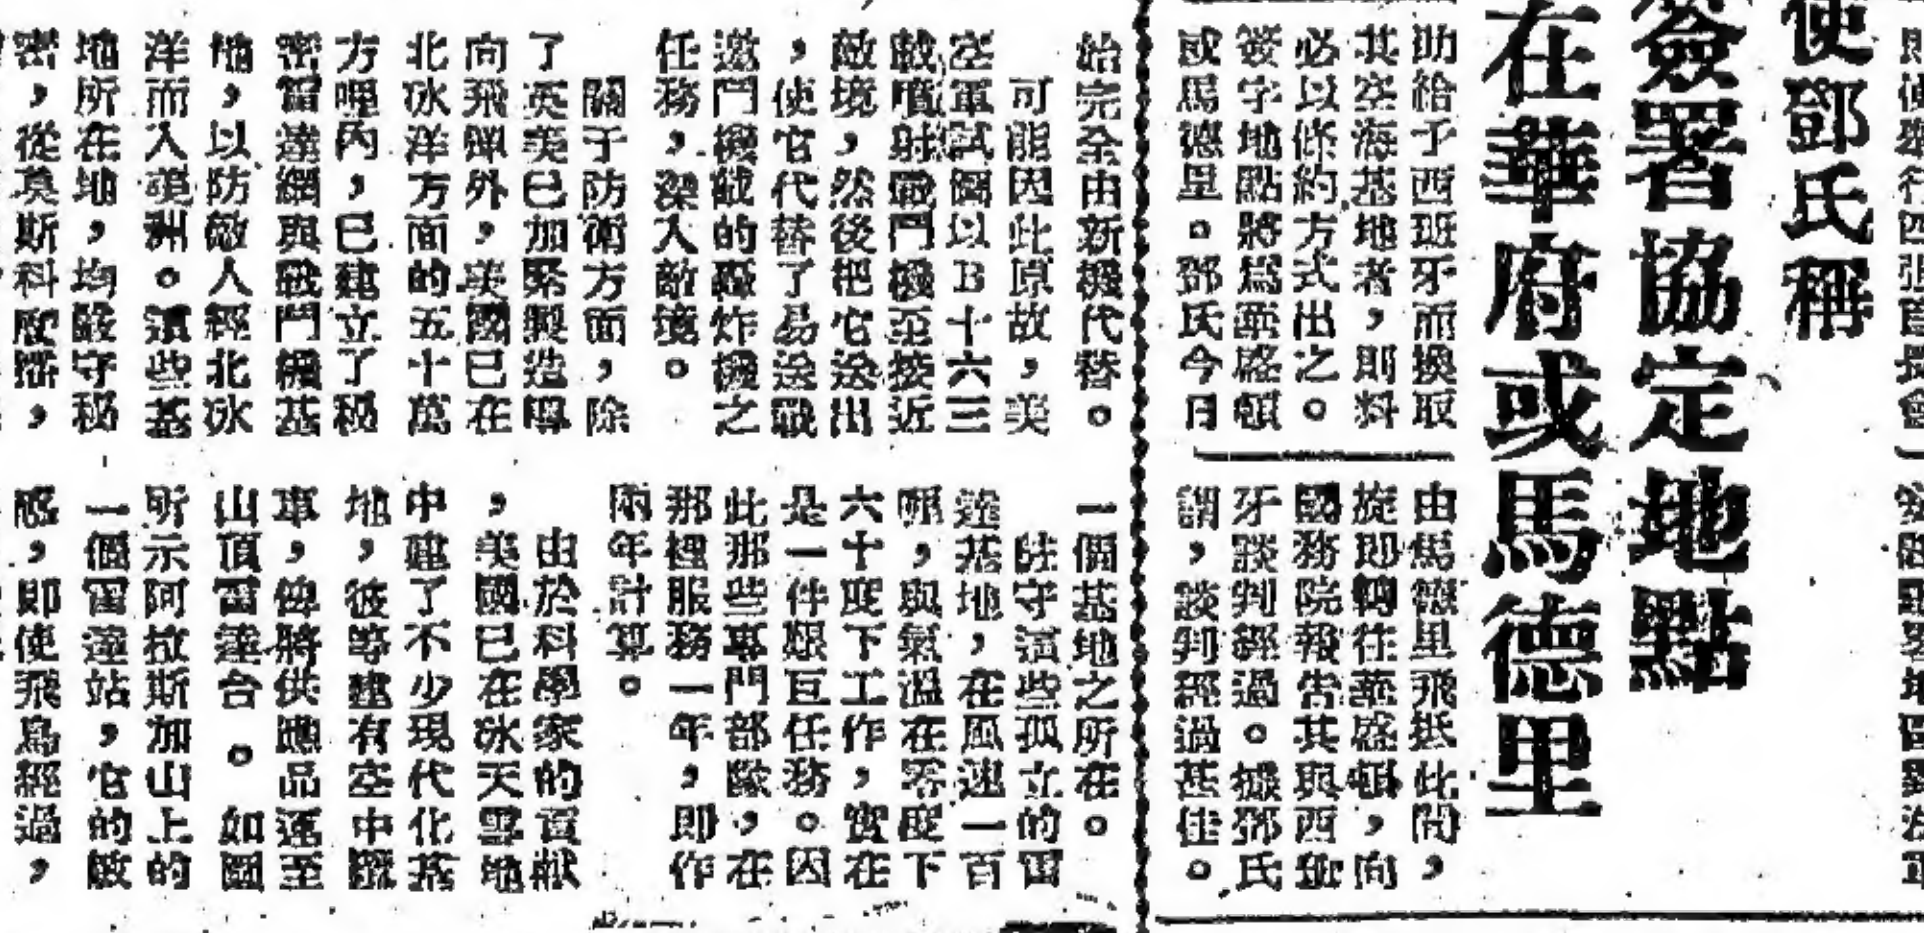 使鄧氏稱
簽署協定地點
在華府或馬德里
助給予西班牙而換取
其空海基地者，則料
必以條約方式出之。
簽字地點將爲華盛頓
或馬德里。鄧氏今日
由馬德里飛抵此間，
旋即轉往華盛頓，向
國務院報告其與西班
牙談判經過。據鄧氏
謂，談判經過甚佳。
始完全由新機代替。
可能因此原故，美
空軍試以B十六三
載噴射戰鬥機至接近
敵境，然後把它送出
，使它代替了易送戰
邀鬥機截的轟炸機之
任務，深入敵境。
關于防衛方面，除
了英美已加緊製造導
向飛彈外，美國已在
北冰洋方面的五十萬
方哩內，已建立了秘
密雷達網與戰鬥機基
地，以防敵人經北冰
洋而入美洲。這些基
地所在地，均嚴守秘
密，從莫斯科廣播，
一個基地之所在。
駐守這些孤立的雷
達基地，在風速一百
哩，與氣溫在零度下
六十度下工作，實在
是一件艱巨任務。因
此那些專門部隊，在
那裡服務一年，即作
兩年計算。
由於科學家的貢獻
，美國已在冰天雪地
中建了不少現代化基
地，彼等建有空中纜
車，俾將供應品運至
山頂雷達台。如圖
所示阿拉斯加山上的
一個雷達站，它的敏
感，即使飛鳥經過，